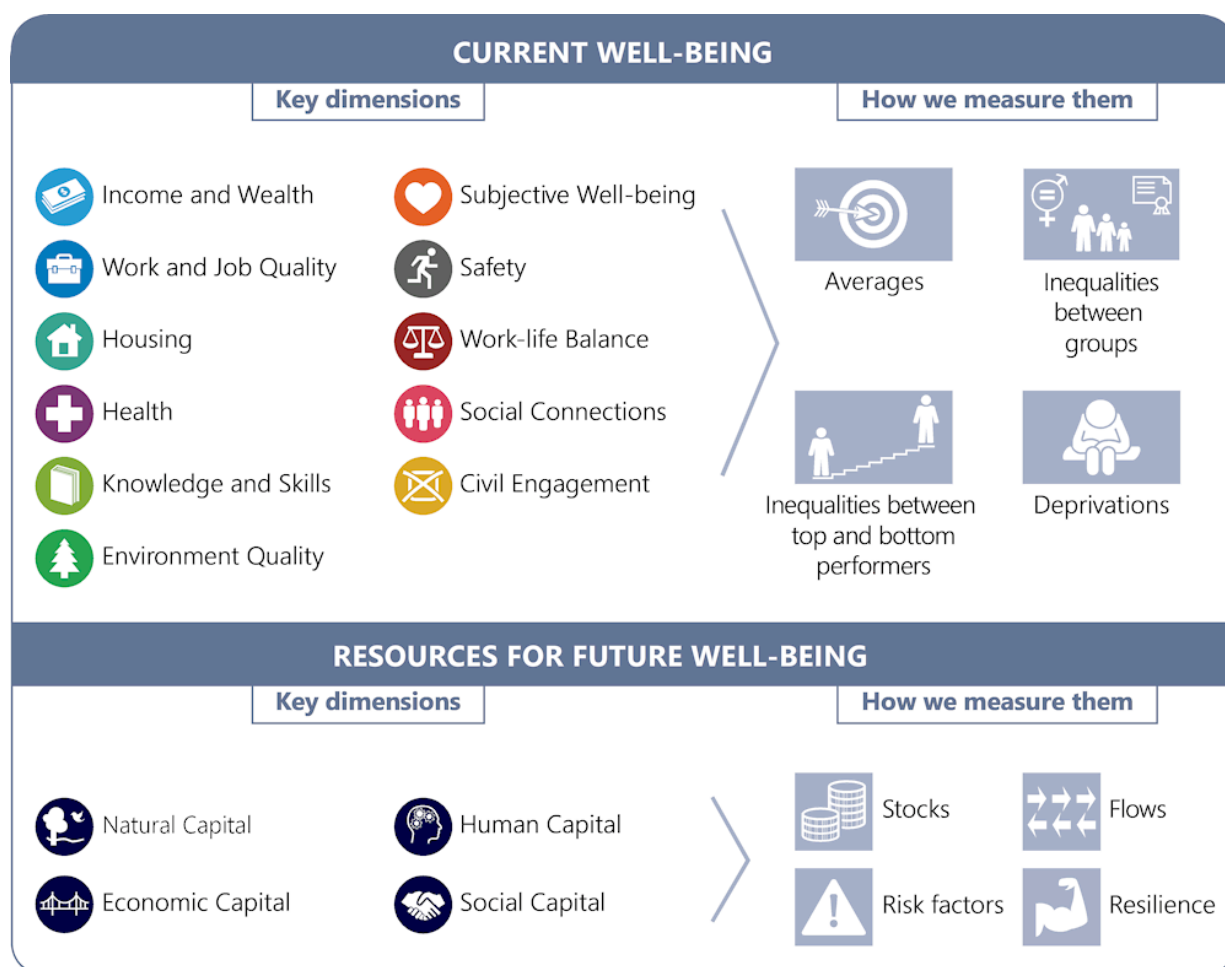 CURRENT WELL-BEING
Key dimensions
How we measure them
Income and Wealth
Work and Job Quality
Housing
Health
Knowledge and Skills
Environment Quality
Subjective Well-being
Safety
Work-life Balance
Social Connections
Civil Engagement
Averages
Inequalities
between
groups
Inequalities between
top and bottom
performers
Deprivations
RESOURCES FOR FUTURE WELL-BEING
Key dimensions
How we measure them
Natural Capital
Economic Capital
Human Capital
Social Capital
Stocks
Flows
Risk factors
Resilience